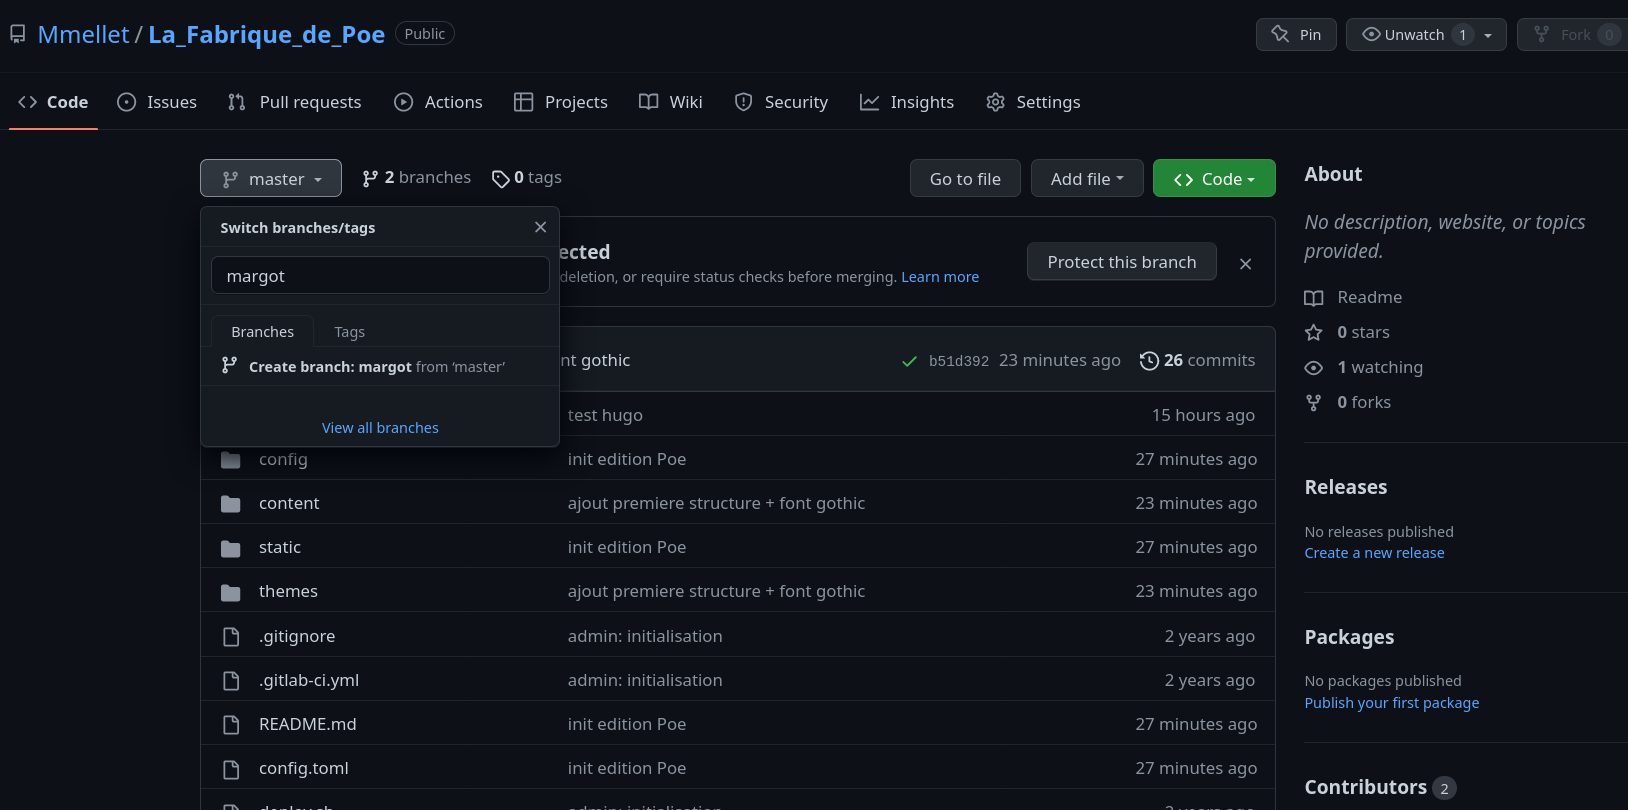 Mmellet / La_Fabrique_de_Poe Public
Pin
Unwatch 1
Fork 0
Code
Issues
Pull requests
Actions
Projects
Wiki
Security
Insights
Settings
master
2 branches
0 tags
Go to file
Add file
Code
Switch branches/tags
margot
Branches
Tags
Create branch: margot from ‘master’
View all branches
deletion, or require status checks before merging. Learn more
Protect this branch
gothic
b51d392 23 minutes ago
26 commits
test hugo 15 hours ago
config init edition Poe 27 minutes ago
content ajout premiere structure + font gothic 23 minutes ago
static init edition Poe 27 minutes ago
themes ajout premiere structure + font gothic 23 minutes ago
.gitignore admin: initialisation 2 years ago
.gitlab-ci.yml admin: initialisation 2 years ago
README.md init edition Poe 27 minutes ago
config.toml init edition Poe 27 minutes ago
About
No description, website, or topics
provided.
Readme
0 stars
1 watching
0 forks
Releases
No releases published
Create a new release
Packages
No packages published
Publish your first package
Contributors 2